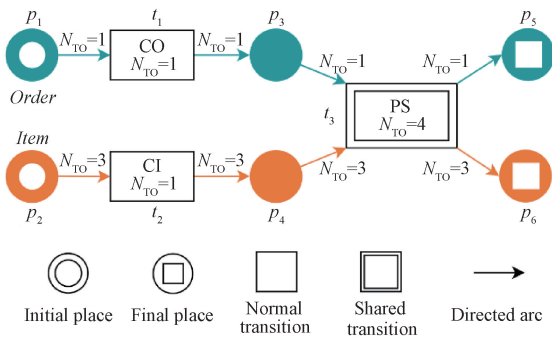 p1 t1 p3 p5
NTO=1 CO NTO=1 NTO=1 NTO=1
NTO=1
Order
t3 PS
NTO=4
Item
NTO=3 CI NTO=3 NTO=3 NTO=3
NTO=1
p2 t2 p4 p6
Initial place Final place Normal transition Shared transition Directed arc